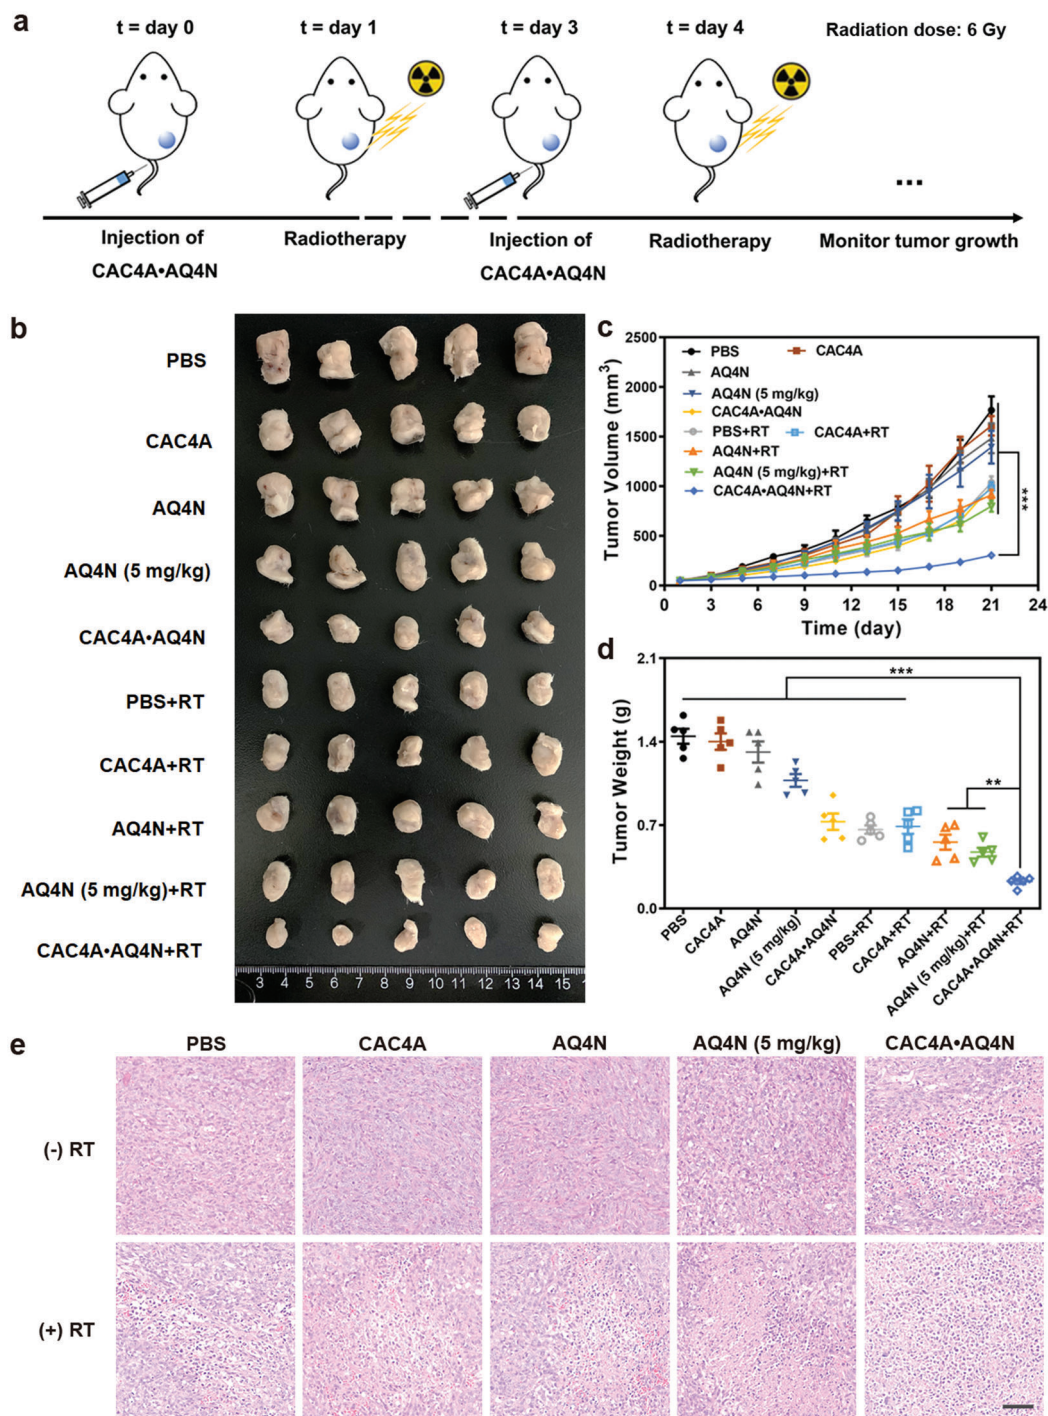 a
t = day 0
t = day 1
t = day 3
t = day 4
Radiation dose: 6 Gy
Injection of
CAC4A•AQ4N
Radiotherapy
Injection of
CAC4A•AQ4N
Radiotherapy
...
Monitor tumor growth
b
PBS
CAC4A
AQ4N
AQ4N (5 mg/kg)
CAC4A•AQ4N
PBS+RT
CAC4A+RT
AQ4N+RT
AQ4N (5 mg/kg)+RT
CAC4A•AQ4N+RT
3 4 5 6 7 8 9 10 11 12 13 14 15 1
c
Tumor Volume (mm3)
2500
2000
1500
1000
500
0
PBS
CAC4A
AQ4N
AQ4N (5 mg/kg)
CAC4A•AQ4N
PBS+RT
CAC4A+RT
AQ4N+RT
AQ4N (5 mg/kg)+RT
CAC4A•AQ4N+RT
***
0 3 6 9 12 15 18 21 24
Time (day)
d
Tumor Weight (g)
2.1
1.4
0.7
0.0
***
**
PBS
CAC4A
AQ4N
AQ4N (5 mg/kg)
CAC4A•AQ4N
PBS+RT
CAC4A+RT
AQ4N+RT
AQ4N (5 mg/kg)+RT
CAC4A•AQ4N+RT
e
PBS
CAC4A
AQ4N
AQ4N (5 mg/kg)
CAC4A•AQ4N
(-) RT
(+) RT